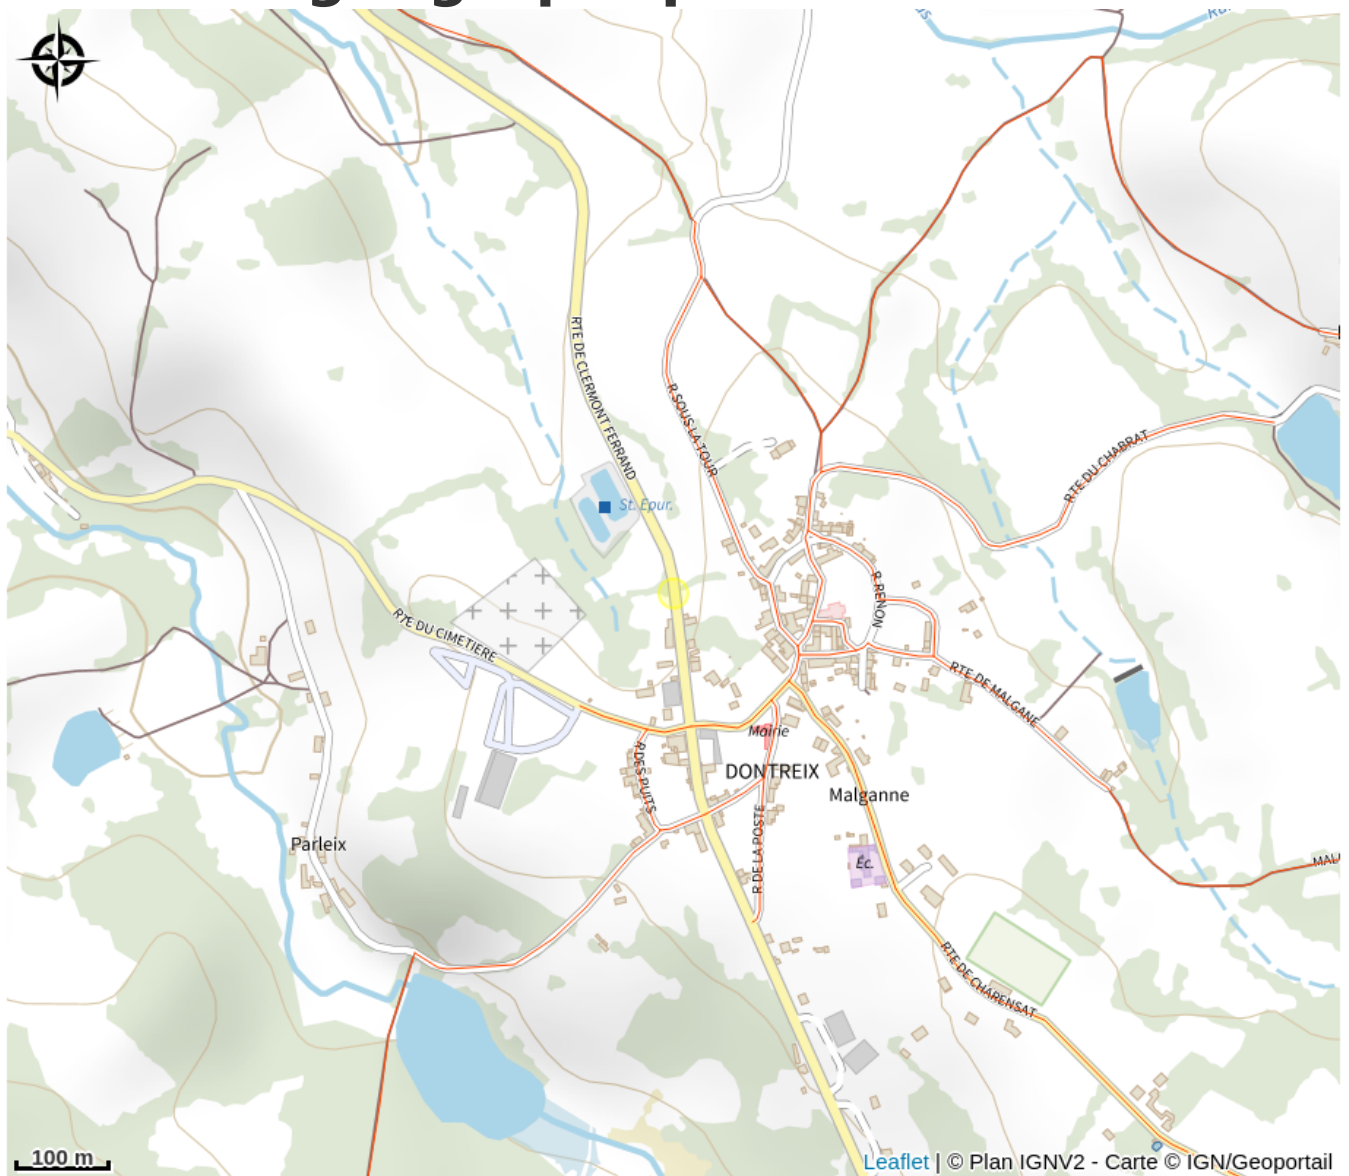 RTE DE CLERMONT FERRAND
R SOUS LA TOUR
RTE DU CHABRAT
St. Epur.
R RENON
RTE DU CIMETIERE
RTE DE MALGANE
Mairie
R DES PUITS
DONTREIX
Malganne
R DE LA POSTE
Parleix
Éc.
RTE DE CHARENSAT
100 m
Leaflet | © Plan IGNV2 - Carte © IGN/Geoportail